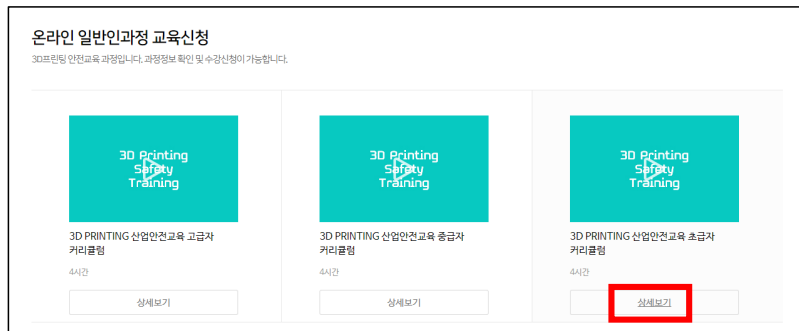 온라인 일반인과정 교육신청
3D프린팅 안전교육 과정입니다. 과정정보 확인 및 수강신청이 가능합니다.
3D Printing
Safety
Training
3D PRINTING 산업안전교육 고급자
커리큘럼
4시간
상세보기
3D Printing
Safety
Training
3D PRINTING 산업안전교육 중급자
커리큘럼
4시간
상세보기
3D Printing
Safety
Training
3D PRINTING 산업안전교육 초급자
커리큘럼
4시간
상세보기